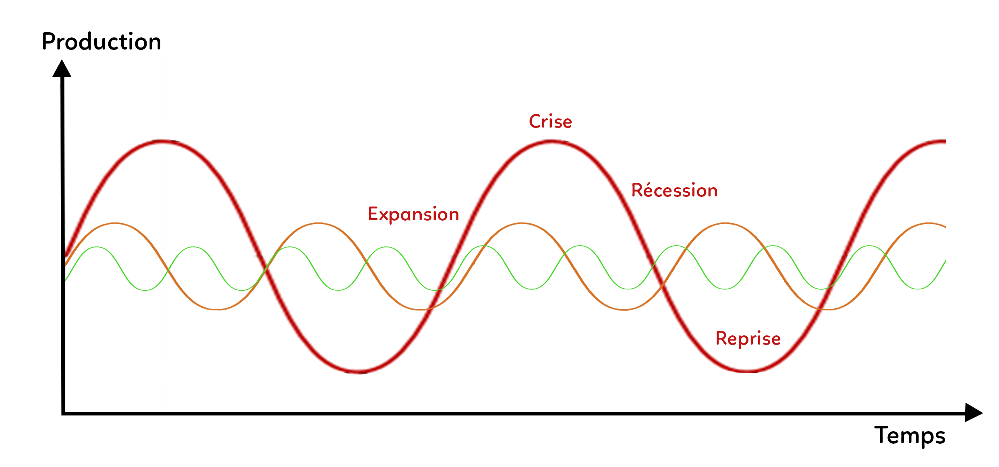 Production
Crise
Récession
Expansion
Reprise
Temps